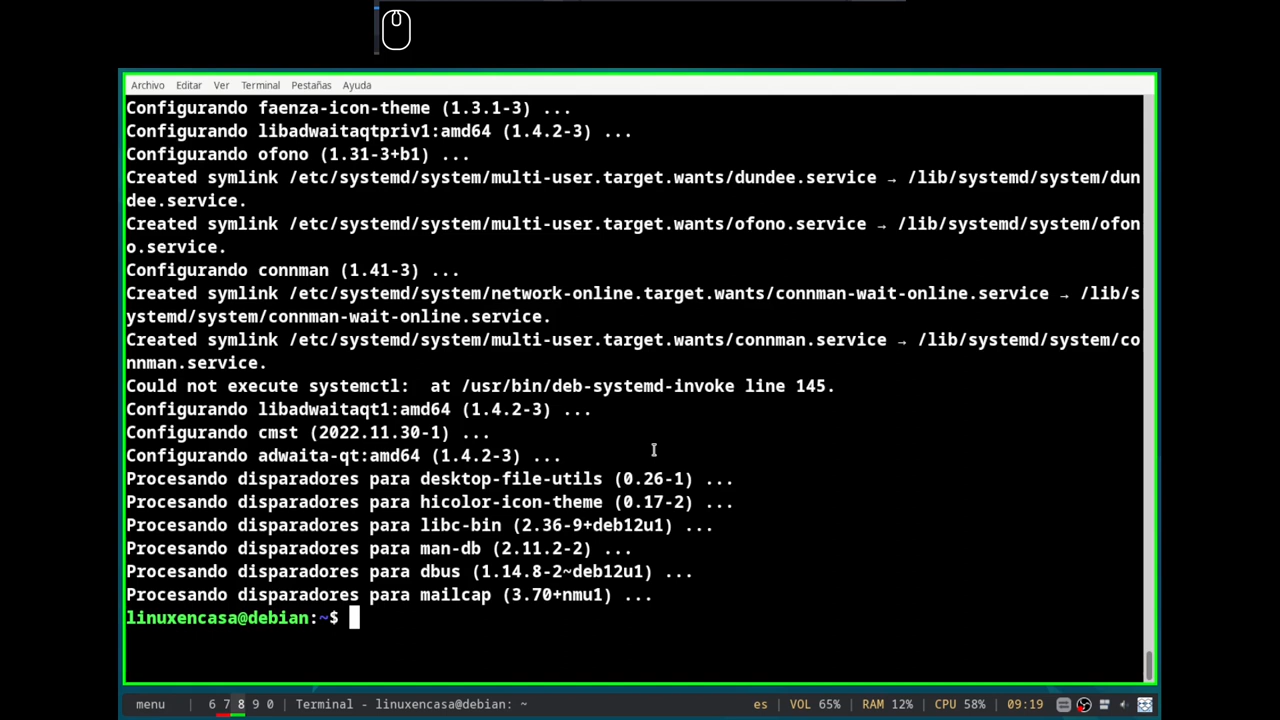 Archivo Editar Ver Terminal Pestañas Ayuda
Configurando faenza-icon-theme (1.3.1-3) ...
Configurando libadwaitaqtpriv1:amd64 (1.4.2-3) ...
Configurando ofono (1.31-3+b1) ...
Created symlink /etc/systemd/system/multi-user.target.wants/dundee.service → /lib/systemd/system/dun
dee.service.
Created symlink /etc/systemd/system/multi-user.target.wants/ofono.service → /lib/systemd/system/ofon
o.service.
Configurando connman (1.41-3) ...
Created symlink /etc/systemd/system/network-online.target.wants/connman-wait-online.service → /lib/s
ystemd/system/connman-wait-online.service.
Created symlink /etc/systemd/system/multi-user.target.wants/connman.service → /lib/systemd/system/co
nnman.service.
Could not execute systemctl:  at /usr/bin/deb-systemd-invoke line 145.
Configurando libadwaitaqt1:amd64 (1.4.2-3) ...
Configurando cmst (2022.11.30-1) ...
Configurando adwaita-qt:amd64 (1.4.2-3) ...
Procesando disparadores para desktop-file-utils (0.26-1) ...
Procesando disparadores para hicolor-icon-theme (0.17-2) ...
Procesando disparadores para libc-bin (2.36-9+deb12u1) ...
Procesando disparadores para man-db (2.11.2-2) ...
Procesando disparadores para dbus (1.14.8-2~deb12u1) ...
Procesando disparadores para mailcap (3.70+nmu1) ...
linuxencasa@debian:~$
menu | 6 7 8 9 0 | Terminal - linuxencasa@debian: ~ es | VOL 65% | RAM 12% | CPU 58% | 09:19